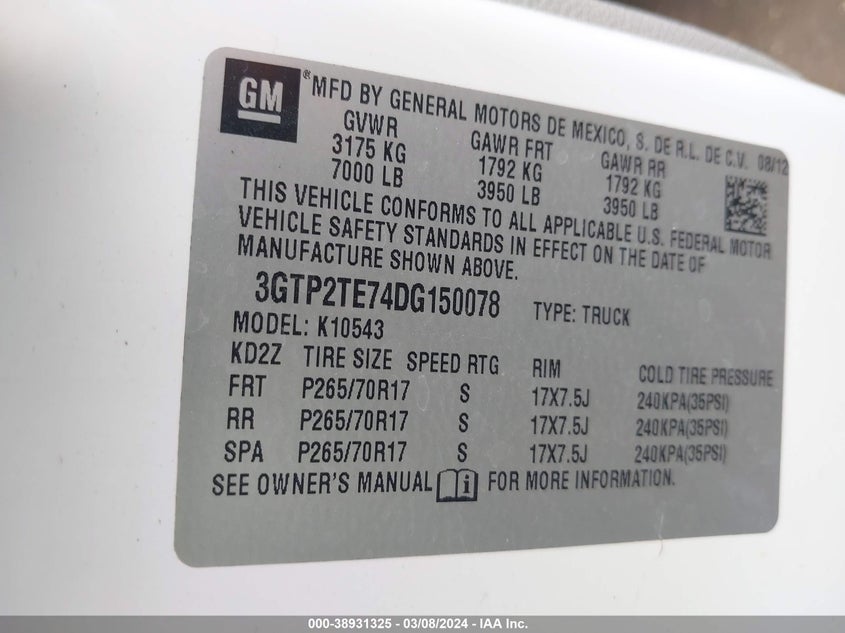 GM ® MFD BY GENERAL MOTORS DE MEXICO, S. DE R.L. DE C.V. 08/12
GVWR GAWR FRT GAWR RR
3175 KG 1792 KG 1792 KG
7000 LB 3950 LB 3950 LB
THIS VEHICLE CONFORMS TO ALL APPLICABLE U.S. FEDERAL MOTOR
VEHICLE SAFETY STANDARDS IN EFFECT ON THE DATE OF
MANUFACTURE SHOWN ABOVE.
3GTP2TE74DG150078 TYPE: TRUCK
MODEL: K10543
KD2Z TIRE SIZE SPEED RTG RIM COLD TIRE PRESSURE
FRT P265/70R17 S 17X7.5J 240KPA(35PSI)
RR P265/70R17 S 17X7.5J 240KPA(35PSI)
SPA P265/70R17 S 17X7.5J 240KPA(35PSI)
SEE OWNER'S MANUAL i FOR MORE INFORMATION.
000-38931325 - 03/08/2024 - IAA Inc.